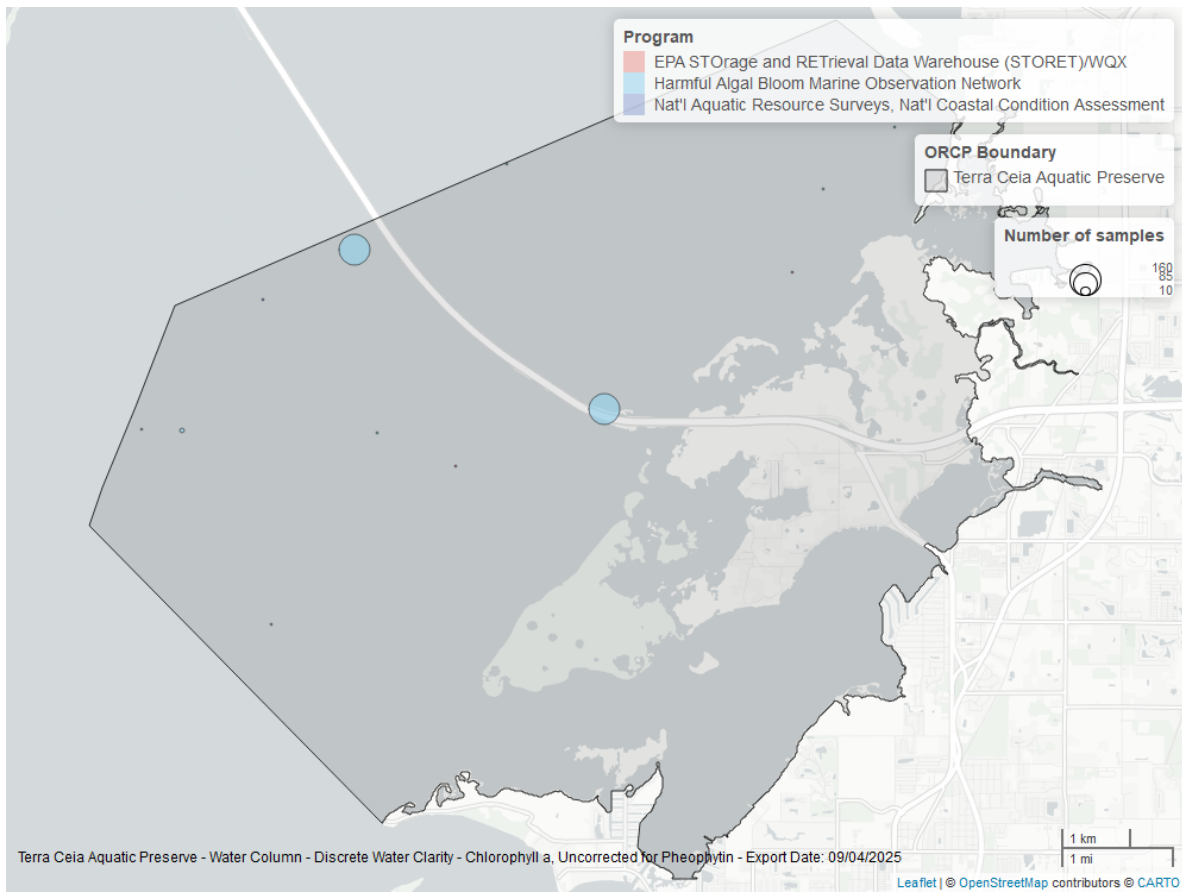 Program
EPA STOrage and RETrieval Data Warehouse (STORET)/WQX
Harmful Algal Bloom Marine Observation Network
Nat'l Aquatic Resource Surveys, Nat'l Coastal Condition Assessment
ORCP Boundary
Terra Ceia Aquatic Preserve
Number of samples
160
85
10
1 km
1 mi
Terra Ceia Aquatic Preserve - Water Column - Discrete Water Clarity - Chlorophyll a, Uncorrected for Pheophytin - Export Date: 09/04/2025
Leaflet | © OpenStreetMap contributors © CARTO